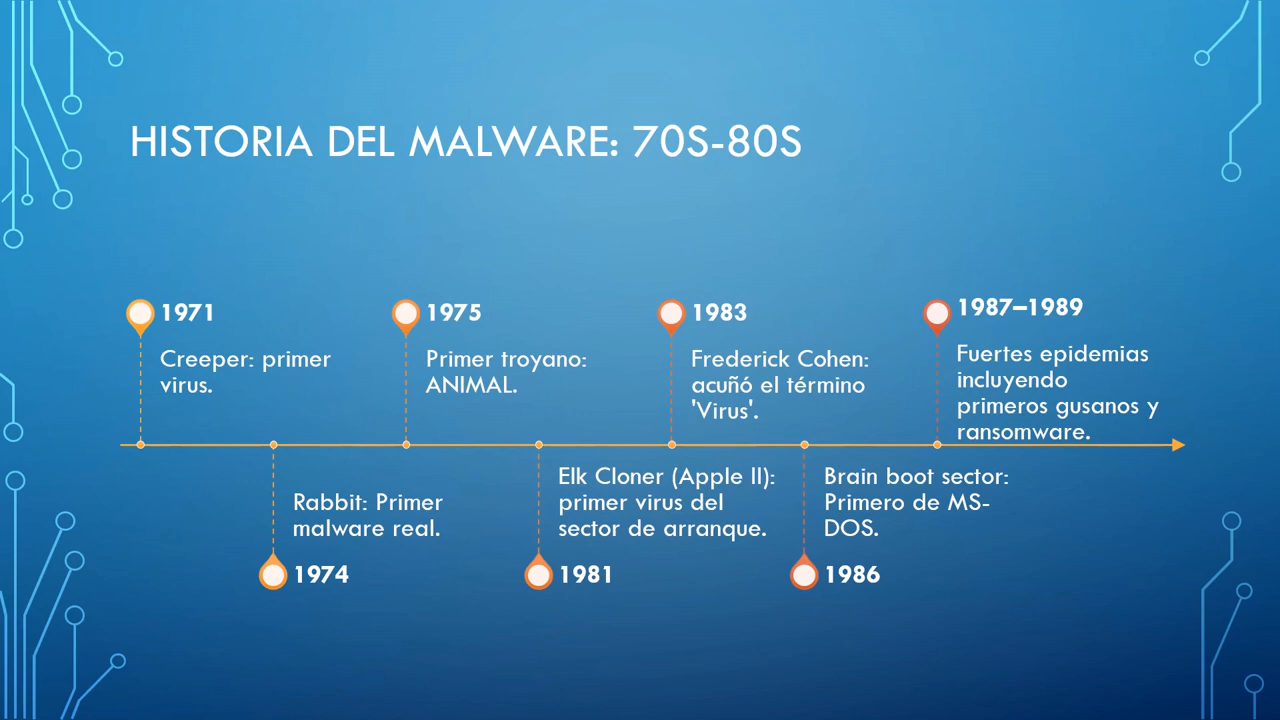 HISTORIA DEL MALWARE: 70S-80S
1971
Creeper: primer
virus.
1974
Rabbit: Primer
malware real.
1975
Primer troyano:
ANIMAL.
1981
Elk Cloner (Apple II):
primer virus del
sector de arranque.
1983
Frederick Cohen:
acuñó el término
'Virus'.
1986
Brain boot sector:
Primero de MS-
DOS.
1987–1989
Fuertes epidemias
incluyendo
primeros gusanos y
ransomware.